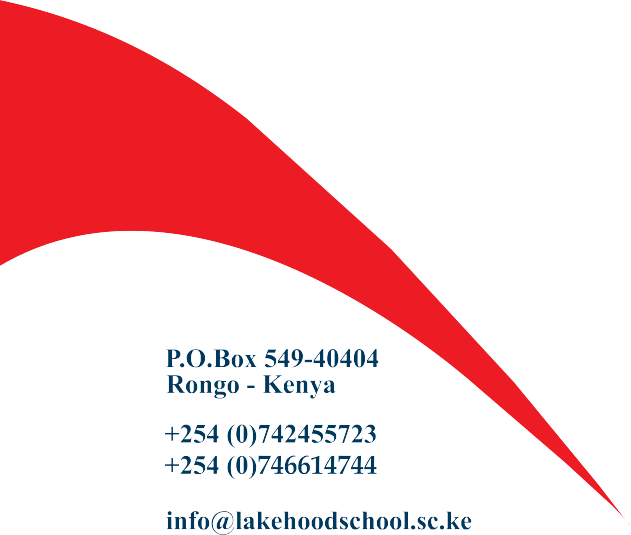 P.O.Box 549-40404
Rongo - Kenya
+254 (0)742455723
+254 (0)746614744
info@lakehoodschool.sc.ke